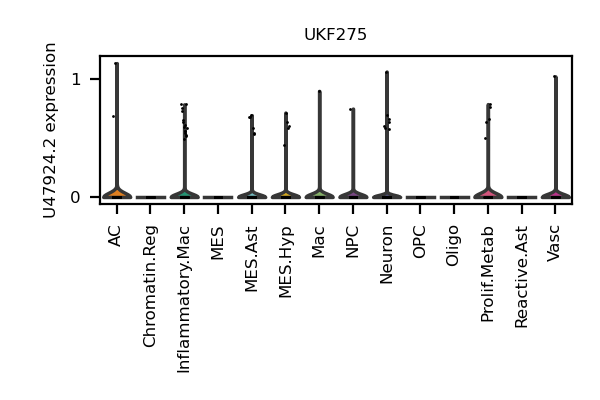 UKF275
U47924.2 expression
1
0
AC
Chromatin.Reg
Inflammatory.Mac
MES
MES.Ast
MES.Hyp
Mac
NPC
Neuron
OPC
Oligo
Prolif.Metab
Reactive.Ast
Vasc